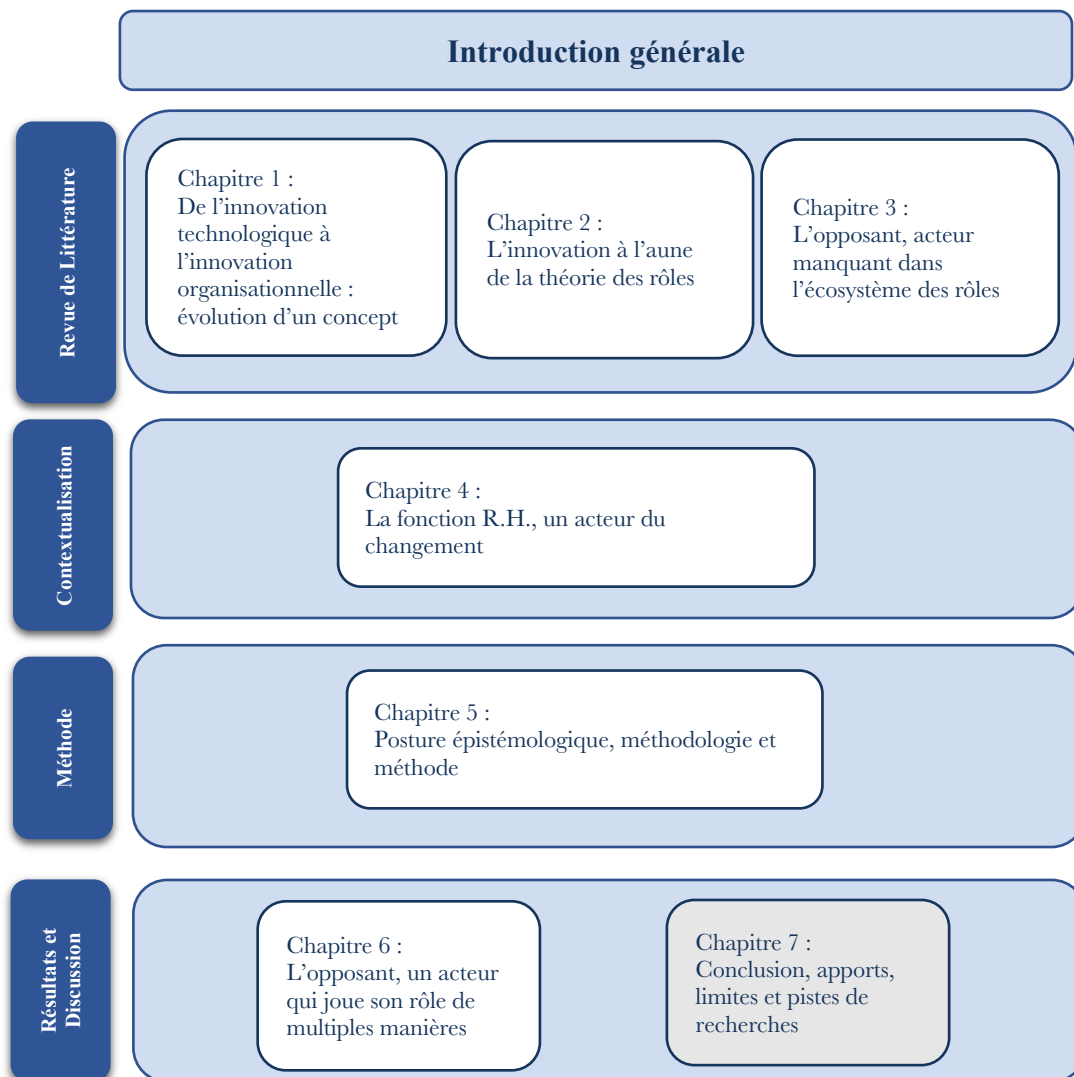 Introduction générale
Revue de Littérature
Chapitre 1 :
De l’innovation
technologique à
l’innovation
organisationnelle :
évolution d’un concept
Chapitre 2 :
L’innovation à l’aune
de la théorie des rôles
Chapitre 3 :
L’opposant, acteur
manquant dans
l’écosystème des rôles
Contextualisation
Chapitre 4 :
La fonction R.H., un acteur du
changement
Méthode
Chapitre 5 :
Posture épistémologique, méthodologie et
méthode
Résultats et
Discussion
Chapitre 6 :
L’opposant, un acteur
qui joue son rôle de
multiples manières
Chapitre 7 :
Conclusion, apports,
limites et pistes de
recherches